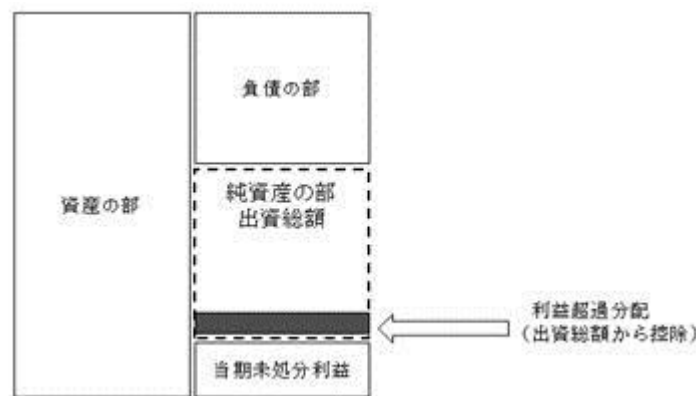 負債の部
資産の部
純資産の部
出資総額
利益超過分配
（出資総額から控除）
当期未処分利益